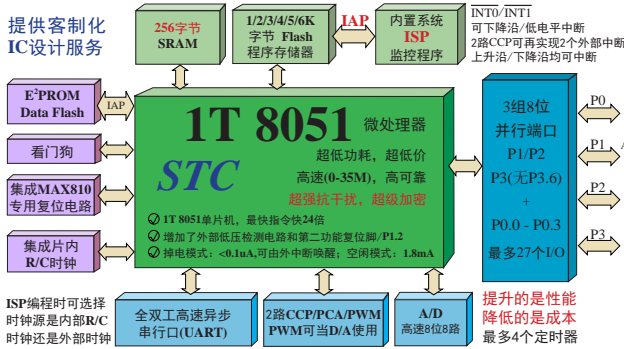 提供客制化
IC设计服务
256字节
SRAM
1/2/3/4/5/6K
字节 Flash
程序存储器
IAP
内置系统
ISP
监控程序
INT0/INT1
可下降沿/低电平中断
2路CCP可再实现2个外部中断
上升沿/下降沿均可中断
E²PROM
Data Flash
IAP
看门狗
集成MAX810
专用复位电路
集成片内
R/C时钟
1T 8051 微处理器
STC
超低功耗，超低价
高速(0-35M)，高可靠
超强抗干扰，超级加密
1T 8051单片机，最快指令快24倍
增加了外部低压检测电路和第二功能复位脚/P1.2
掉电模式：<0.1uA,可由外中断唤醒；空闲模式：1.8mA
3组8位
并行端口
P1/P2
P3(无P3.6)
+
P0.0 - P0.3
最多27个I/O
P0
P1
P2
P3
ISP编程时可选择
时钟源是内部R/C
时钟还是外部时钟
全双工高速异步
串行口(UART)
2路CCP/PCA/PWM
PWM可当D/A使用
A/D
高速8位8路
提升的是性能
降低的是成本
最多4个定时器